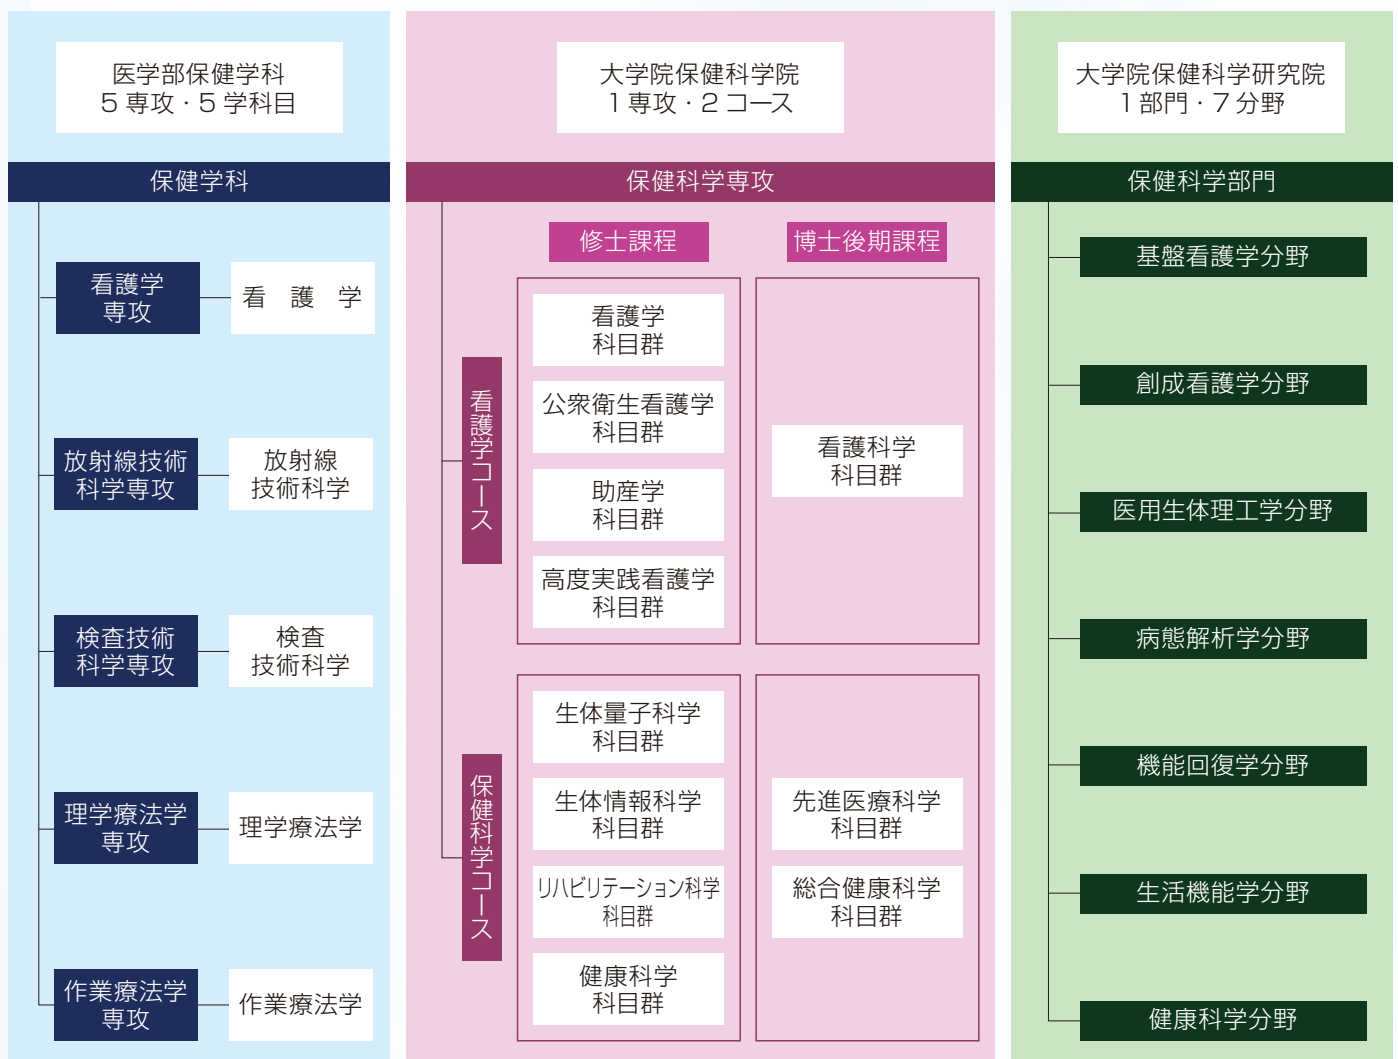 医学部保健学科
5 専攻・5 学科目
保健学科
看護学
専攻
看　護　学
放射線技術
科学専攻
放射線
技術科学
検査技術
科学専攻
検査
技術科学
理学療法学
専攻
理学療法学
作業療法学
専攻
作業療法学
大学院保健科学院
1 専攻・2 コース
保健科学専攻
修士課程
博士後期課程
看護学コース
看護学
科目群
公衆衛生看護学
科目群
助産学
科目群
高度実践看護学
科目群
看護科学
科目群
保健科学コース
生体量子科学
科目群
生体情報科学
科目群
リハビリテーション科学
科目群
健康科学
科目群
先進医療科学
科目群
総合健康科学
科目群
大学院保健科学研究院
1 部門・7 分野
保健科学部門
基盤看護学分野
創成看護学分野
医用生体理工学分野
病態解析学分野
機能回復学分野
生活機能学分野
健康科学分野